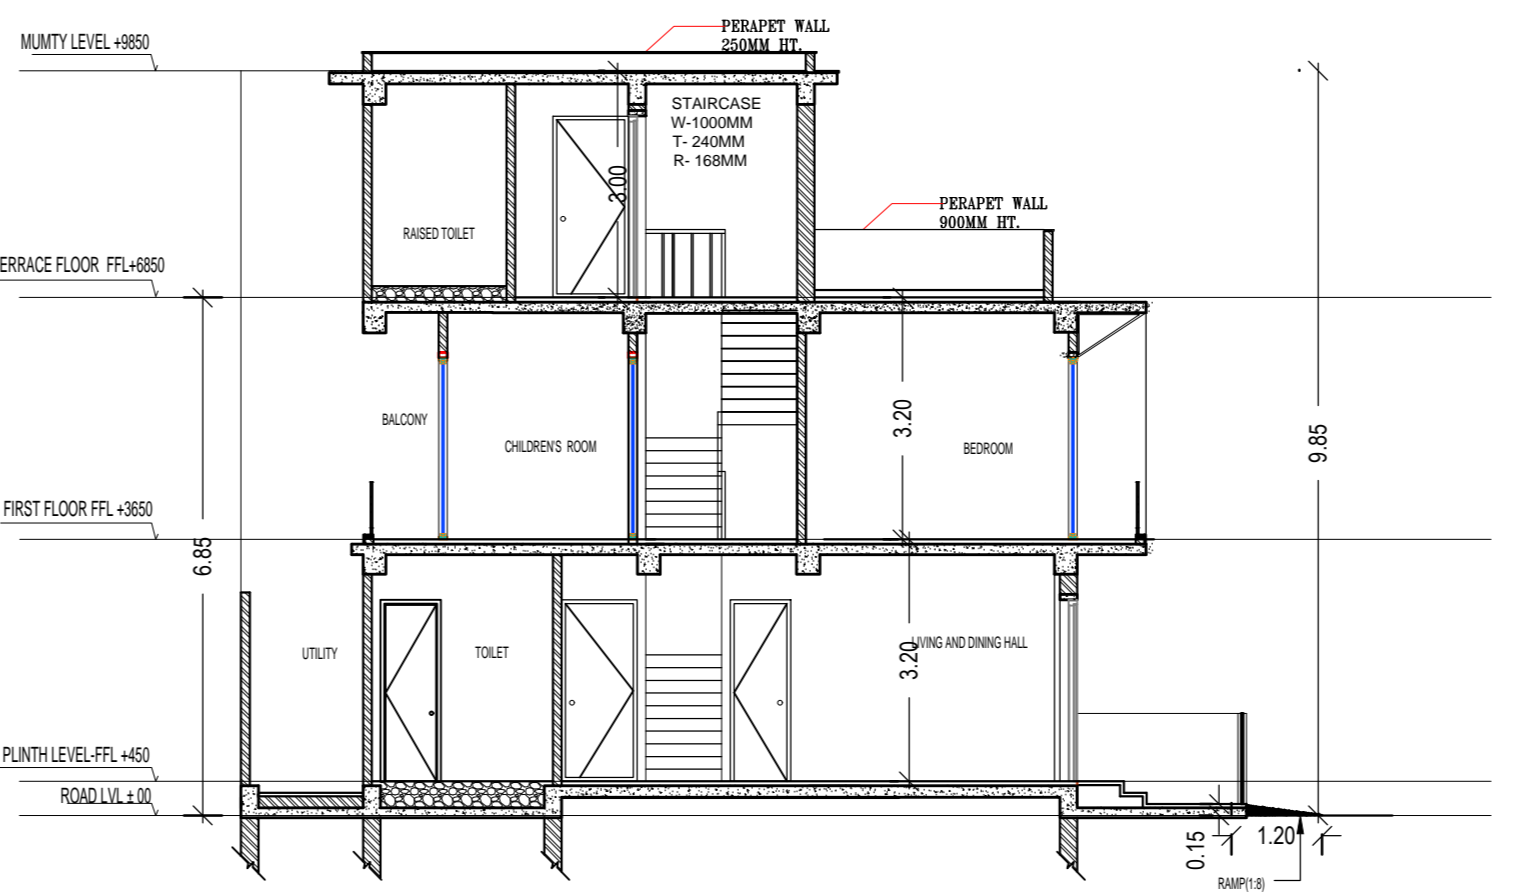 PERAPET WALL
250MM HT.
MUMTY LEVEL +9850
STAIRCASE
W-1000MM
T- 240MM
R- 168MM
3.00
PERAPET WALL
900MM HT.
RAISED TOILET
ERRACE FLOOR FFL+6850
BALCONY
CHILDREN'S ROOM
3.20
BEDROOM
9.85
FIRST FLOOR FFL +3650
6.85
UTILITY
TOILET
3.20
LIVING AND DINING HALL
PLINTH LEVEL-FFL +450
ROAD LVL ±00
0.15
1.20
RAMP(1:8)